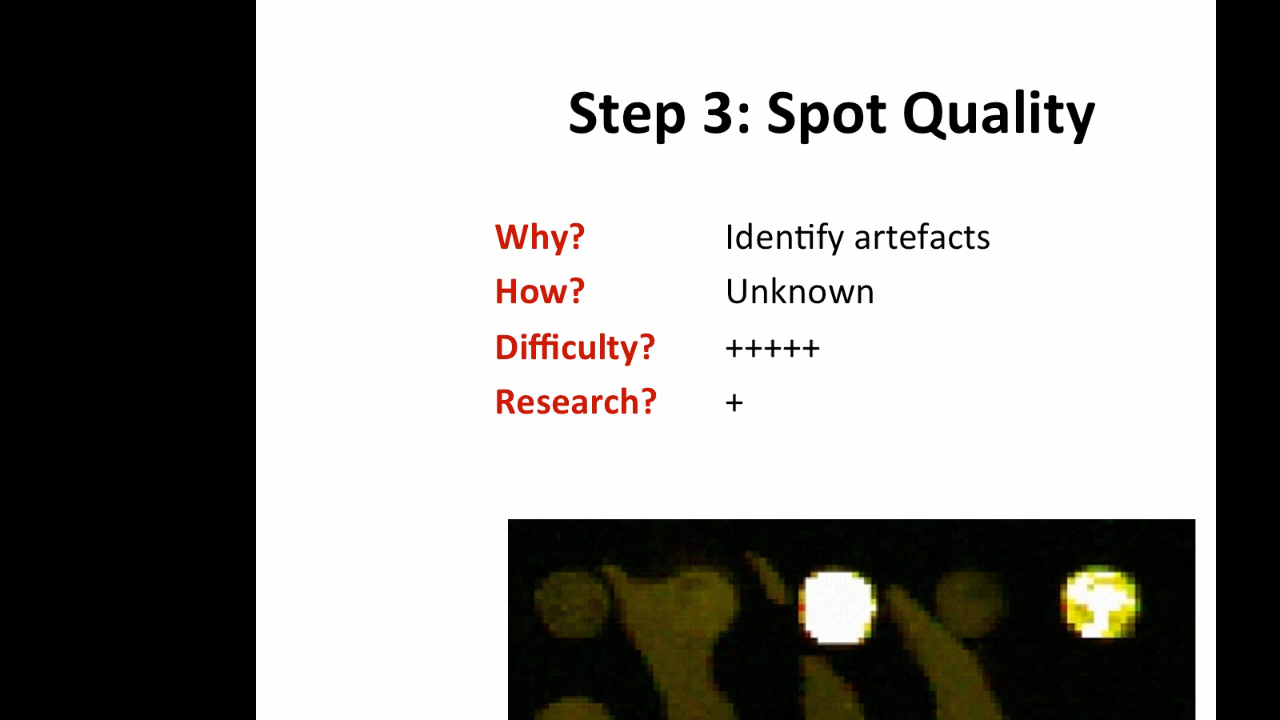 Step 3: Spot Quality
Why? Identify artefacts
How? Unknown
Difficulty? +++++
Research? +